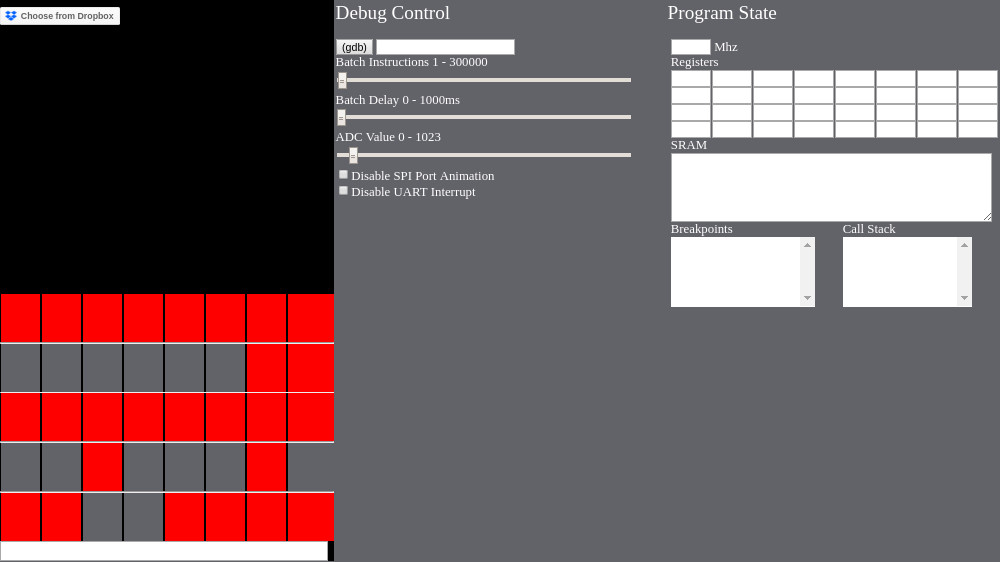 Choose from Dropbox
Debug Control
(gdb)
Batch Instructions 1 - 300000
Batch Delay 0 - 1000ms
ADC Value 0 - 1023
Disable SPI Port Animation
Disable UART Interrupt
Program State
Mhz
Registers
SRAM
Breakpoints
Call Stack